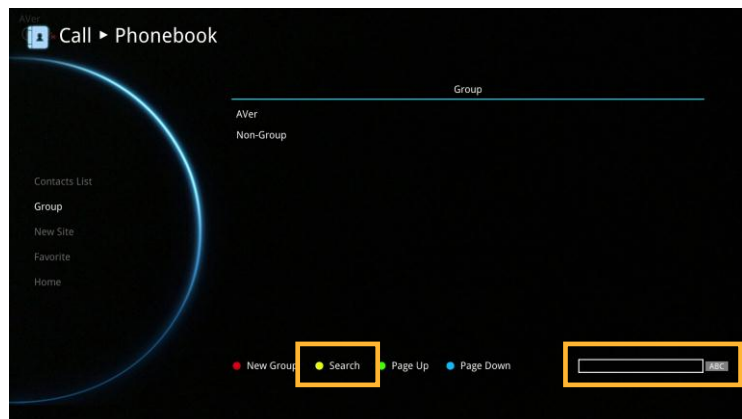 AVer
Call ▸ Phonebook
Group
AVer
Non-Group
Contacts List
Group
New Site
Favorite
Home
New Group Search Page Up Page Down ABC